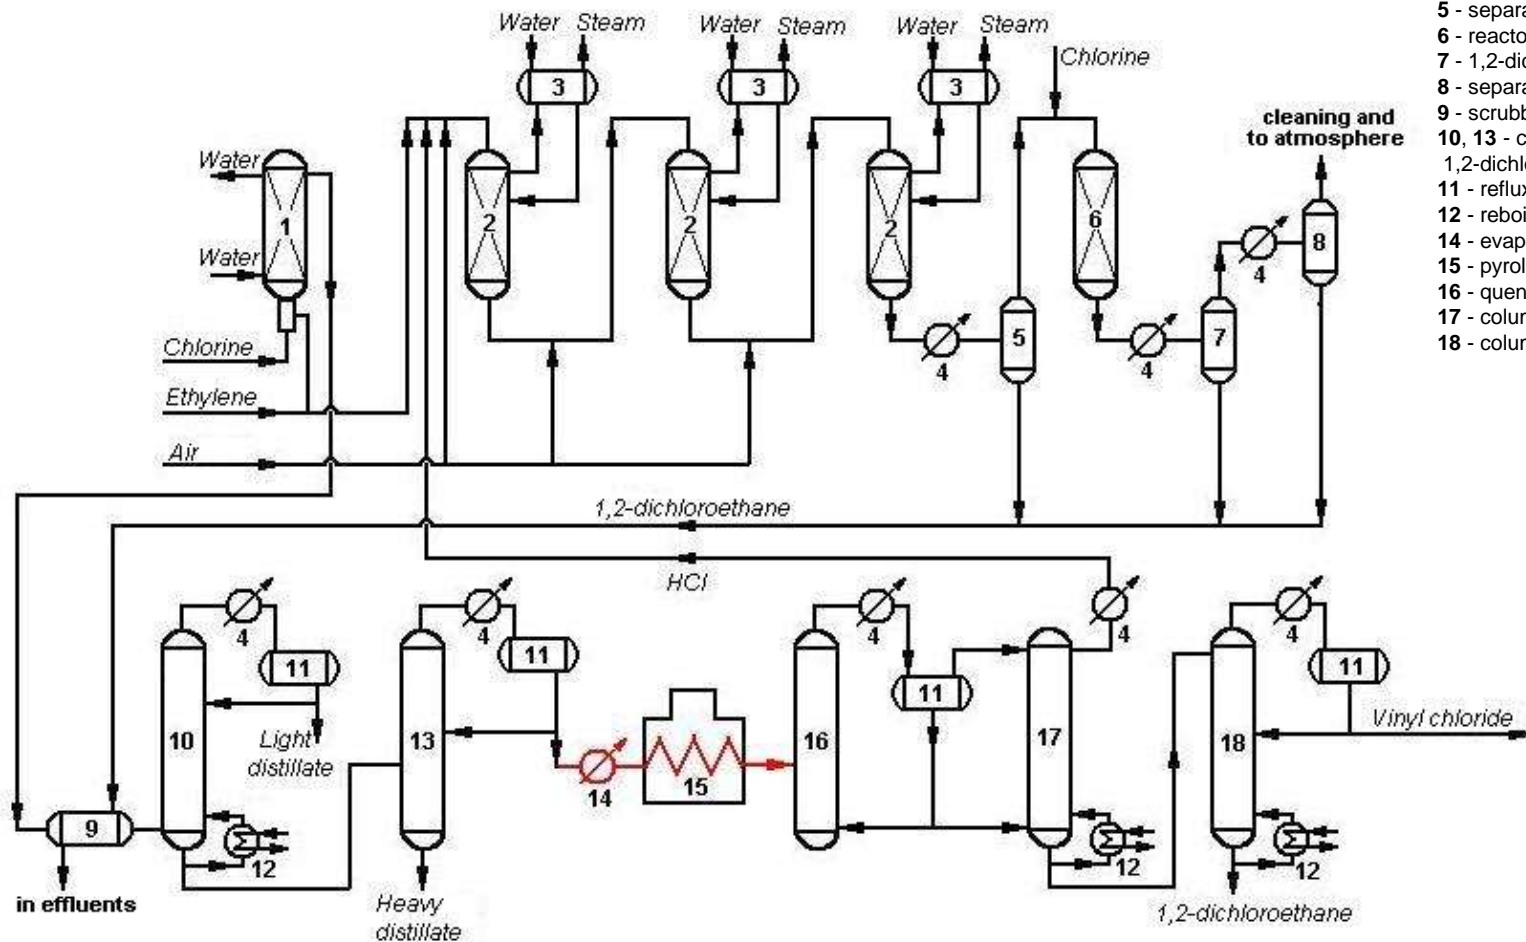 Water Steam
Water Steam
Water Steam
Chlorine
3
3
3
cleaning and
to atmosphere
Water
Water
1
2
2
2
6
4
8
Chlorine
4
5
4
7
Ethylene
Air
1,2-dichloroethane
HCl
4
4
4
4
4
11
11
11
11
10
Light
distillate
13
14
15
16
17
18
Vinyl chloride
9
12
12
12
in effluents
Heavy
distillate
1,2-dichloroethane
5 - separa
6 - reacto
7 - 1,2-dic
8 - separa
9 - scrubb
10, 13 - c
1,2-dichlo
11 - reflux
12 - reboi
14 - evap
15 - pyrol
16 - quen
17 - colur
18 - colur